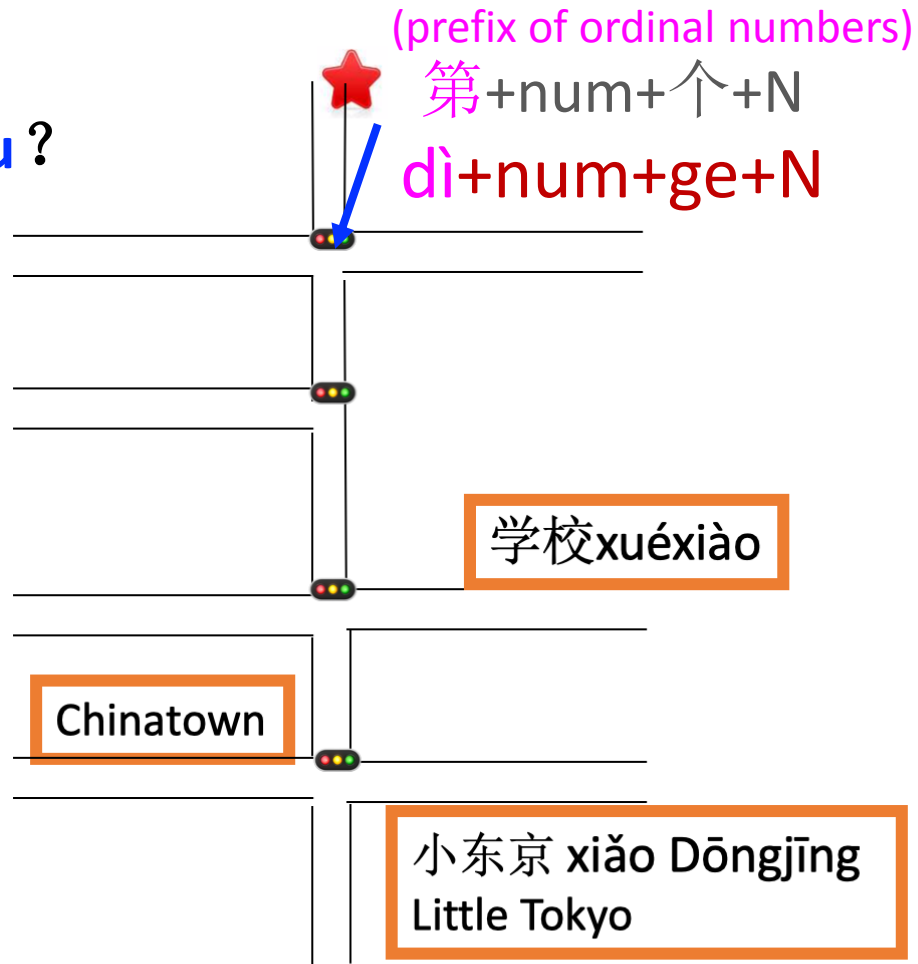 (prefix of ordinal numbers)
第+num+个+N
?
dì+num+ge+N
学校xuéxiào
Chinatown
小东京 xiǎo Dōngjīng
Little Tokyo